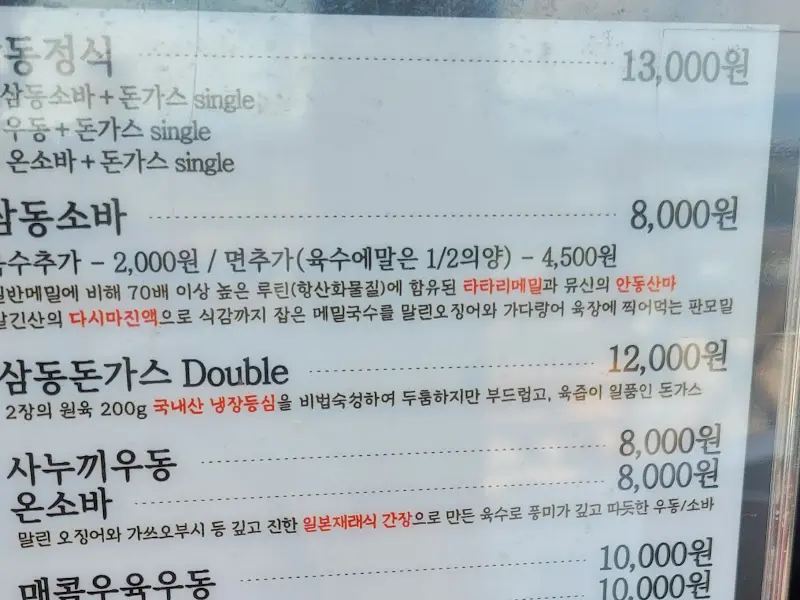 동정식 13,000원
삼동소바 + 돈가스 single
우동 + 돈가스 single
온소바 + 돈가스 single
삼동소바 8,000원
육수추가 - 2,000원 / 면추가(육수에말은 1/2의양) - 4,500원
일반메밀에 비해 70배 이상 높은 루틴(항산화물질)에 함유된 타타리메밀과 뮤신의 안동산마
알긴산의 다시마진액으로 식감까지 잡은 메밀국수를 말린오징어와 가다랑어 육장에 찍어먹는 판모밀
삼동돈가스 Double 12,000원
2장의 원육 200g 국내산 냉장등심을 비법숙성하여 두툼하지만 부드럽고, 육즙이 일품인 돈가스
사누끼우동 8,000원
온소바 8,000원
말린 오징어와 가쓰오부시 등 깊고 진한 일본재래식 간장으로 만든 육수로 풍미가 깊고 따듯한 우동/소바
매콤우육우동 10,000원
10,000원